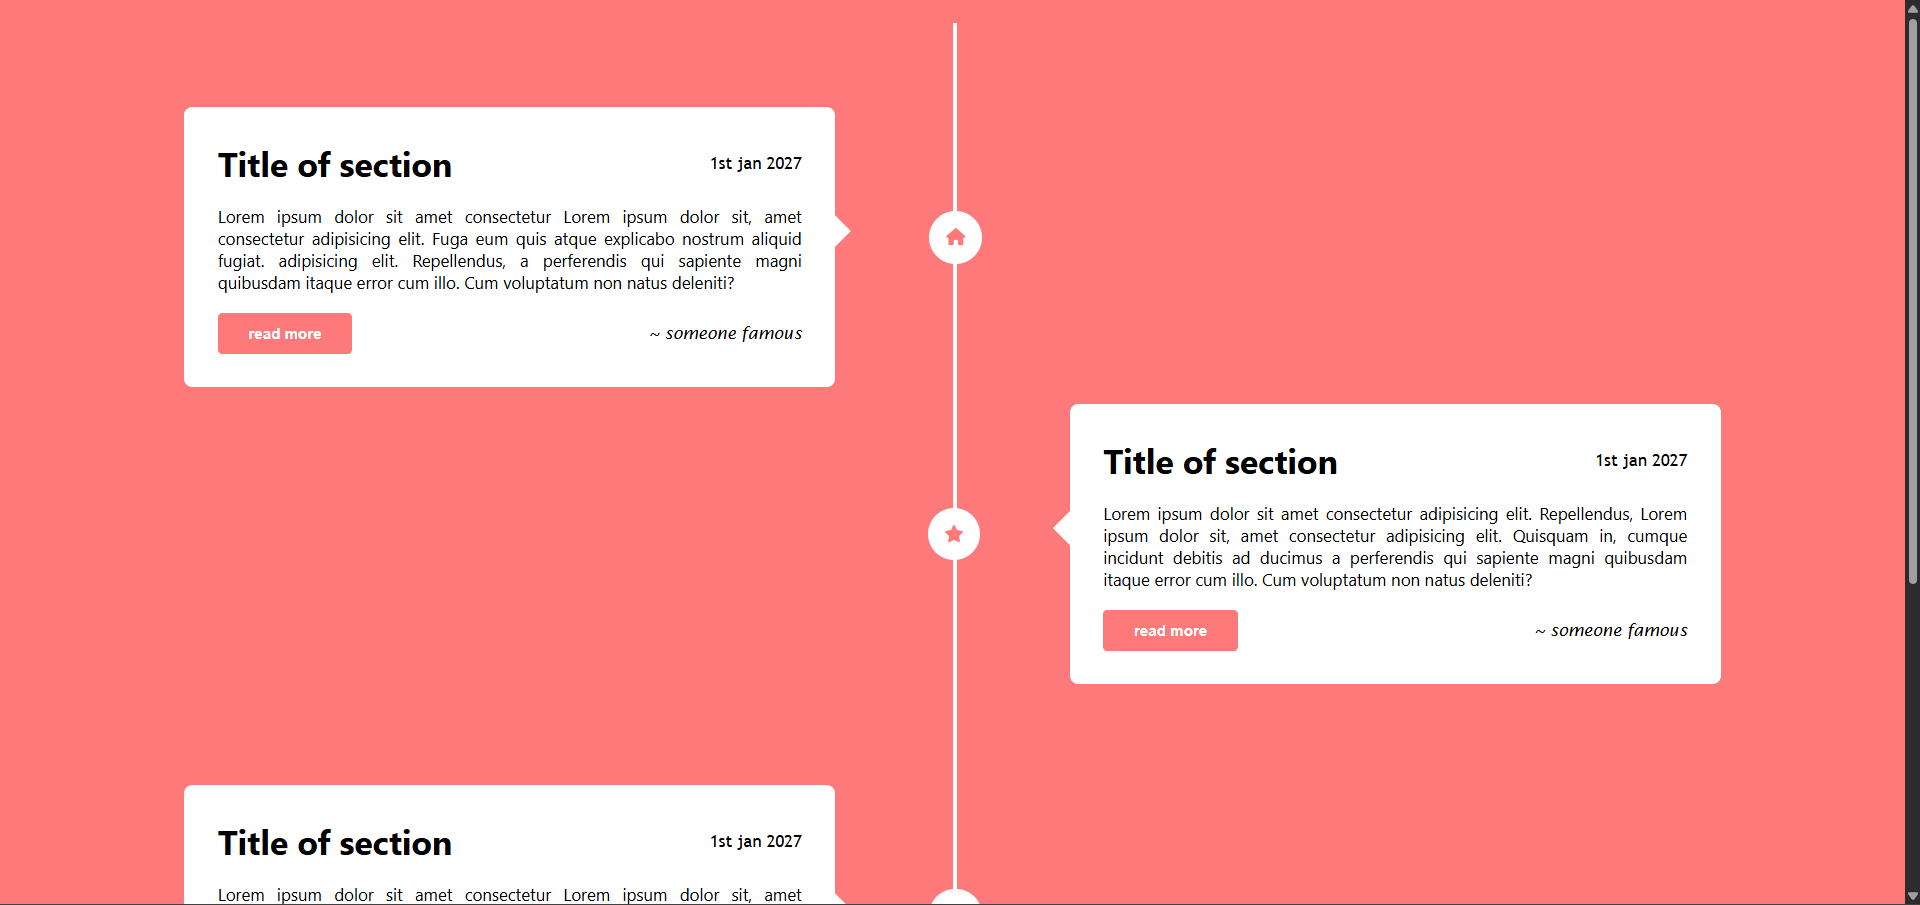 Title of section
1st jan 2027
Lorem ipsum dolor sit amet consectetur Lorem ipsum dolor sit, amet
consectetur adipisicing elit. Fuga eum quis atque explicabo nostrum aliquid
fugiat. adipisicing elit. Repellendus, a perferendis qui sapiente magni
quibusdam itaque error cum illo. Cum voluptatum non natus deleniti?
read more
~ someone famous
Title of section
1st jan 2027
Lorem ipsum dolor sit amet consectetur adipisicing elit. Repellendus, Lorem
ipsum dolor sit, amet consectetur adipisicing elit. Quisquam in, cumque
incidunt debitis ad ducimus a perferendis qui sapiente magni quibusdam
itaque error cum illo. Cum voluptatum non natus deleniti?
read more
~ someone famous
Title of section
1st jan 2027
Lorem ipsum dolor sit amet consectetur Lorem ipsum dolor sit, amet